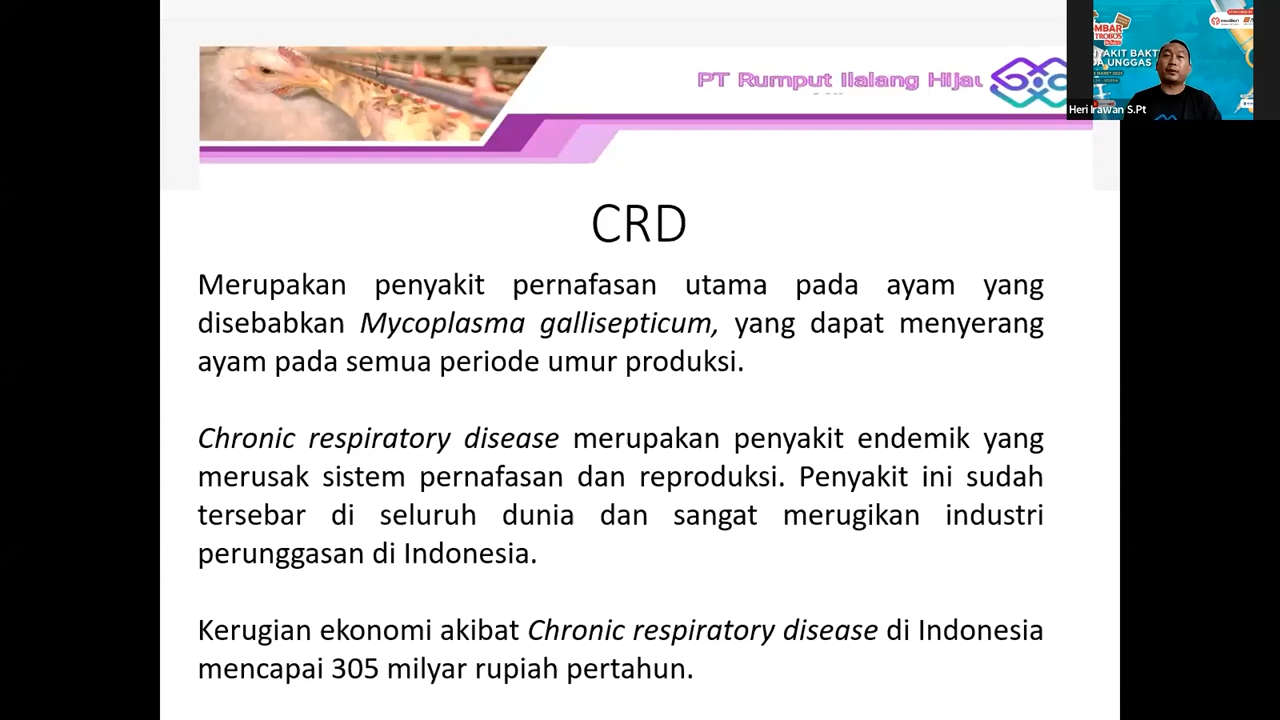 PT Rumput Ilalang Hijau
Heri Irawan S.Pt
CRD
Merupakan penyakit pernafasan utama pada ayam yang
disebabkan Mycoplasma gallisepticum, yang dapat menyerang
ayam pada semua periode umur produksi.
Chronic respiratory disease merupakan penyakit endemik yang
merusak sistem pernafasan dan reproduksi. Penyakit ini sudah
tersebar di seluruh dunia dan sangat merugikan industri
perunggasan di Indonesia.
Kerugian ekonomi akibat Chronic respiratory disease di Indonesia
mencapai 305 milyar rupiah pertahun.